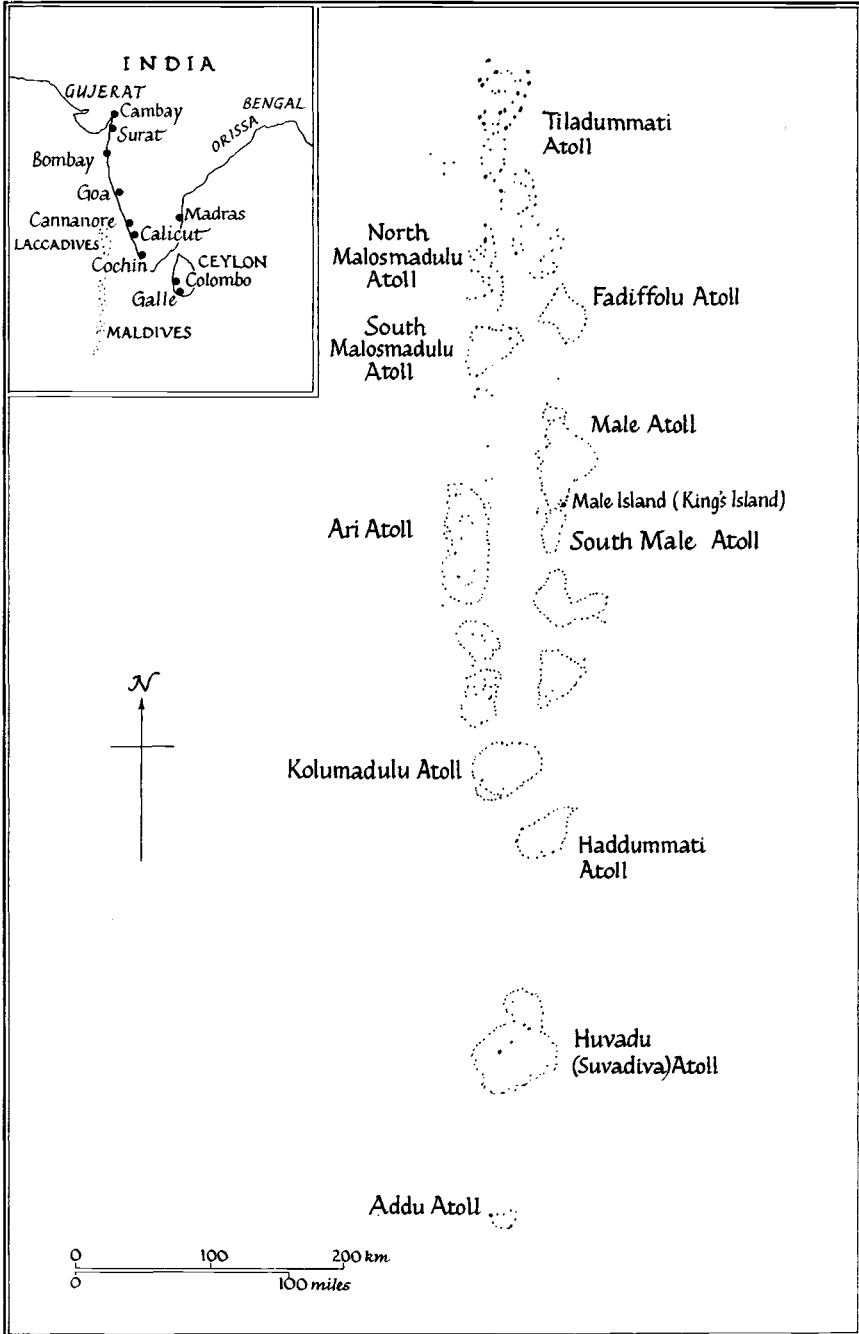 INDIA
GUJERAT
Cambay
Surat
BENGAL
ORISSA
Bombay
Goa
Madras
Cannanore
Calicut
LACCADIVES
Cochin
CEYLON
Colombo
Galle
MALDIVES
Tiladummati
Atoll
North
Malosmadulu
Atoll
Fadiffolu Atoll
South
Malosmadulu
Atoll
Male Atoll
Male Island (King's Island)
Ari Atoll
South Male Atoll
N
Kolumadulu Atoll
Haddummati
Atoll
Huvadu
(Suvadiva) Atoll
Addu Atoll
0 100 200 km
0 100 miles